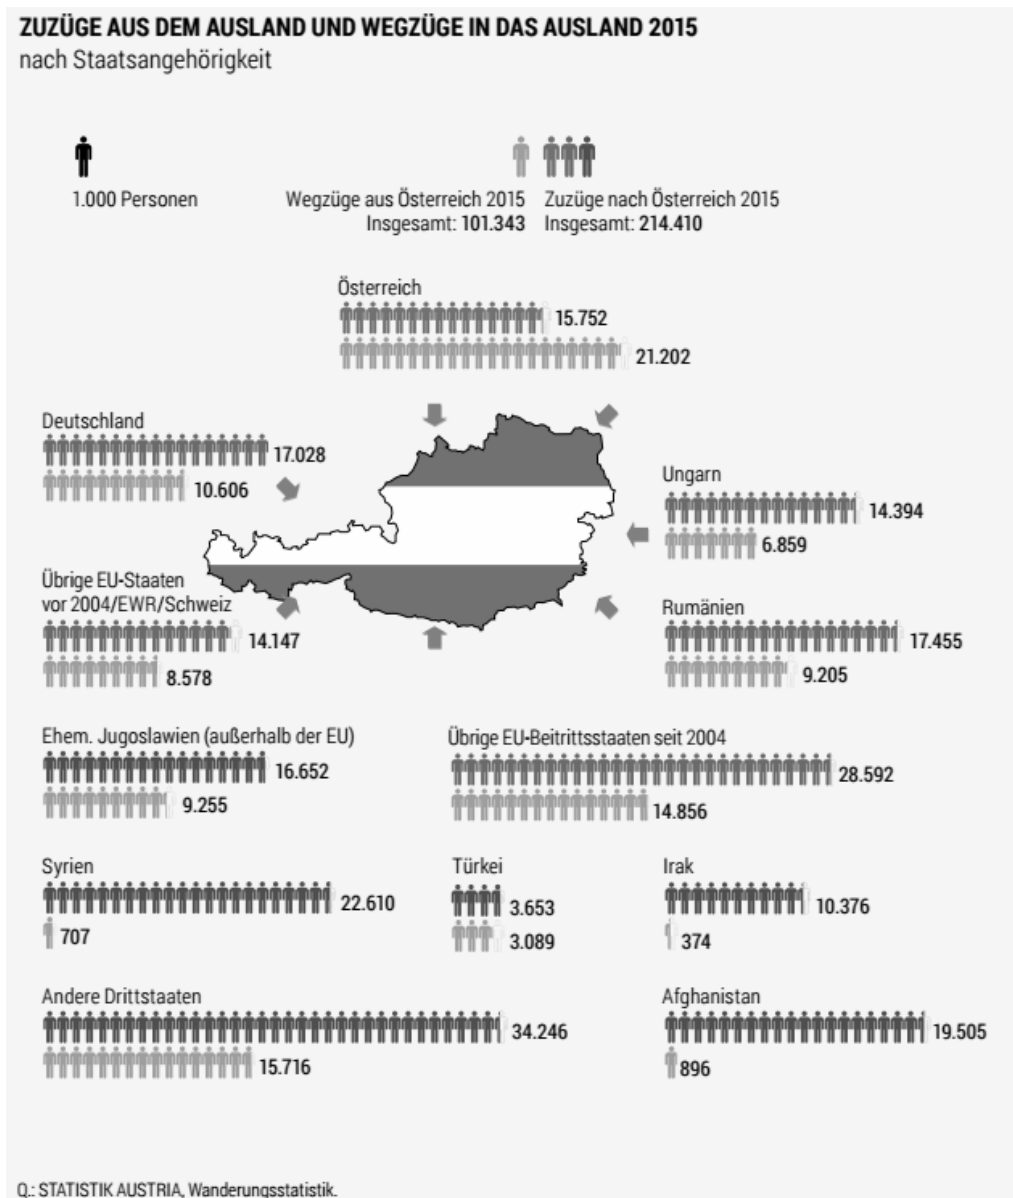 ZUZÜGE AUS DEM AUSLAND UND WEGZÜGE IN DAS AUSLAND 2015
nach Staatsangehörigkeit
1.000 Personen
Wegzüge aus Österreich 2015
Insgesamt: 101.343
Zuzüge nach Österreich 2015
Insgesamt: 214.410
Österreich
15.752
21.202
Deutschland
17.028
10.606
Ungarn
14.394
6.859
Übrige EU-Staaten
vor 2004/EWR/Schweiz
14.147
8.578
Rumänien
17.455
9.205
Ehem. Jugoslawien (außerhalb der EU)
16.652
9.255
Übrige EU-Beitrittsstaaten seit 2004
28.592
14.856
Syrien
22.610
707
Türkei
3.653
3.089
Irak
10.376
374
Andere Drittstaaten
34.246
15.716
Afghanistan
19.505
896
Q.: STATISTIK AUSTRIA, Wanderungsstatistik.